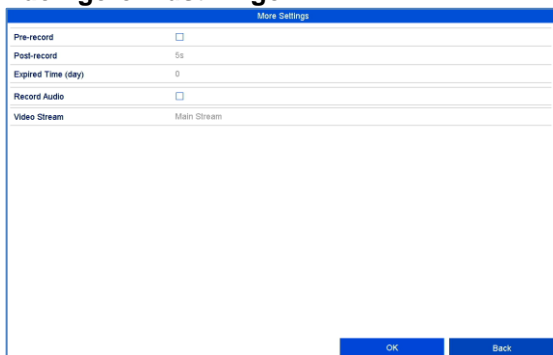 More Settings
Pre-record
Post-record 5s
Expired Time (day) 0
Record Audio
Video Stream Main Stream
OK Back